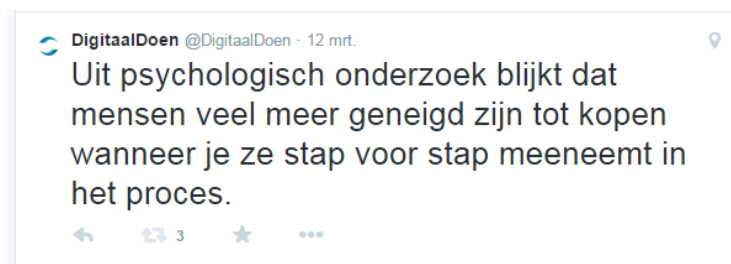 DigitaalDoen @DigitaalDoen · 12 mrt.
Uit psychologisch onderzoek blijkt dat
mensen veel meer geneigd zijn tot kopen
wanneer je ze stap voor stap meeneemt in
het proces.
3